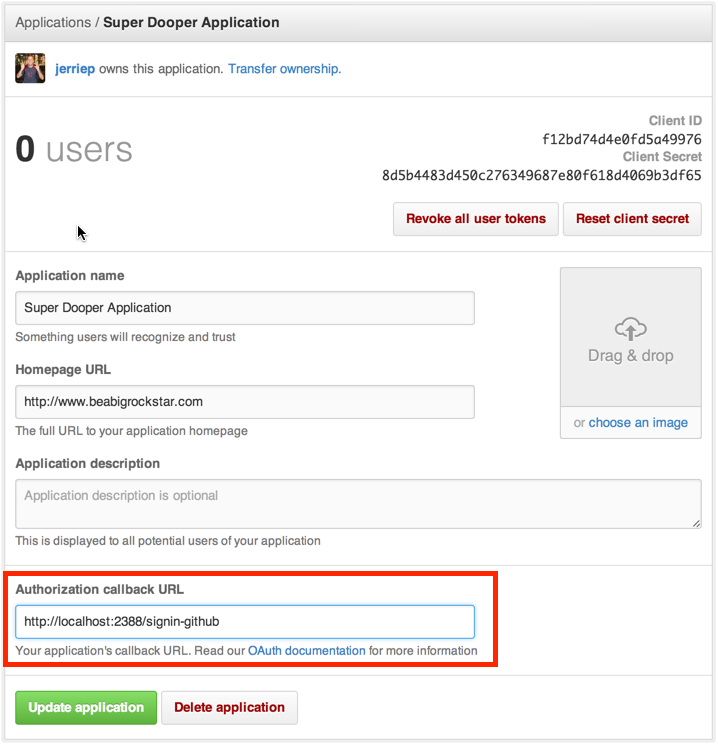 Applications / Super Dooper Application
jerriep owns this application. Transfer ownership.
0 users
Client ID
f12bd74d4e0fd5a49976
Client Secret
8d5b4483d450c276349687e80f618d4069b3df65
Revoke all user tokens
Reset client secret
Application name
Super Dooper Application
Something users will recognize and trust
Drag & drop
or choose an image
Homepage URL
http://www.beabigrockstar.com
The full URL to your application homepage
Application description
Application description is optional
This is displayed to all potential users of your application
Authorization callback URL
http://localhost:2388/signin-github
Your application's callback URL. Read our OAuth documentation for more information
Update application
Delete application